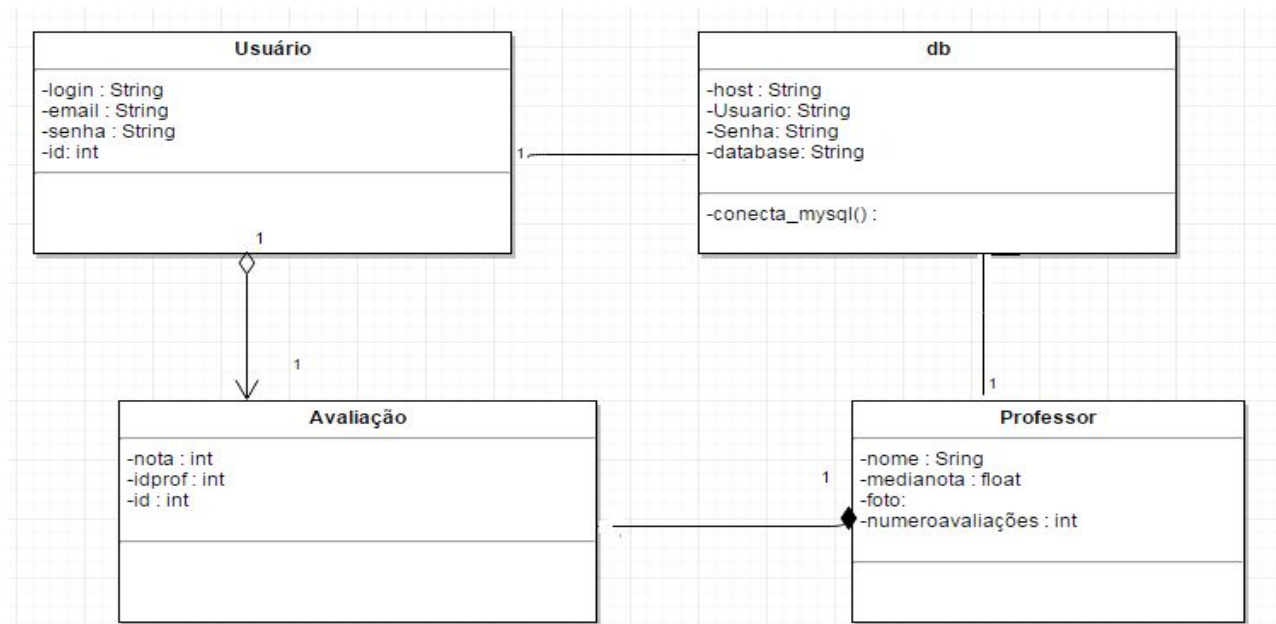 Usuário
-login : String
-email : String
-senha : String
-id: int
1
1
db
-host : String
-Usuario: String
-Senha: String
-database: String
-conecta_mysql() :
1
1
Avaliação
-nota : int
-idprof : int
-id : int
1
Professor
-nome : Sring
-medianota : float
-foto:
-numeroavaliações : int